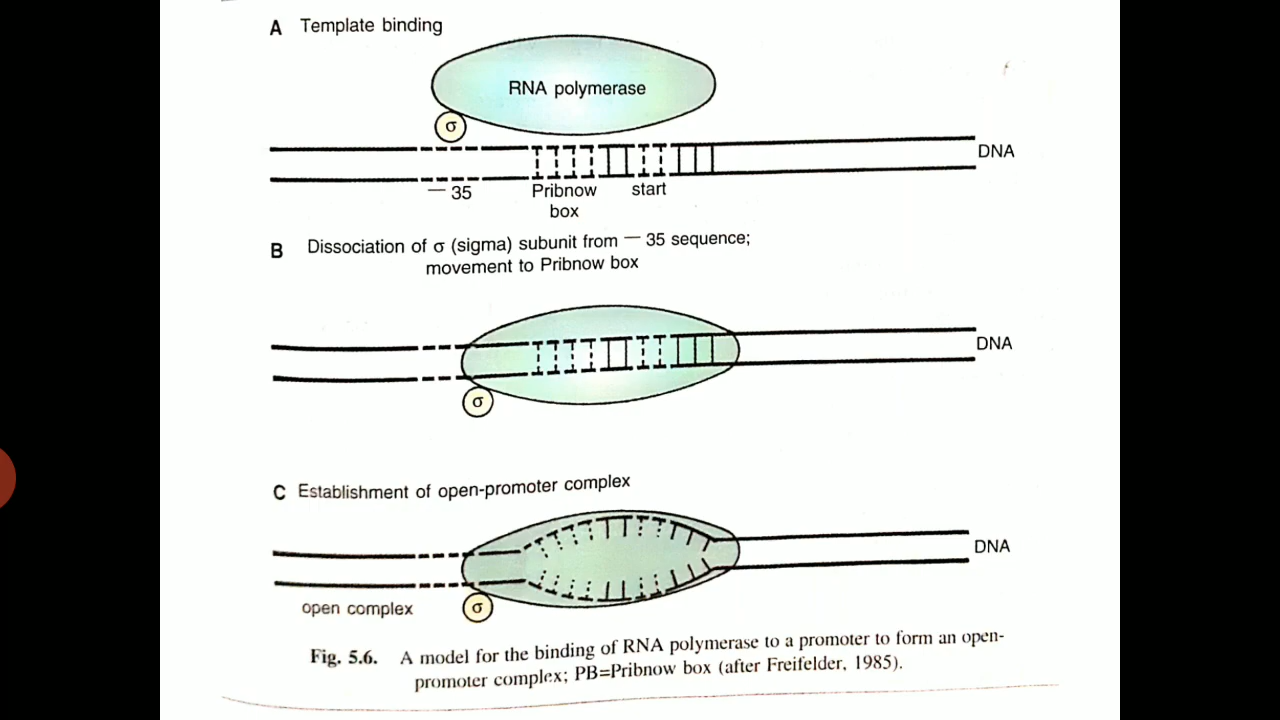 A Template binding
RNA polymerase
σ
DNA
— 35
Pribnow
box
start
B Dissociation of σ (sigma) subunit from — 35 sequence;
movement to Pribnow box
DNA
σ
C Establishment of open-promoter complex
DNA
open complex
σ
Fig. 5.6. A model for the binding of RNA polymerase to a promoter to form an open-
promoter complex; PB=Pribnow box (after Freifelder, 1985).